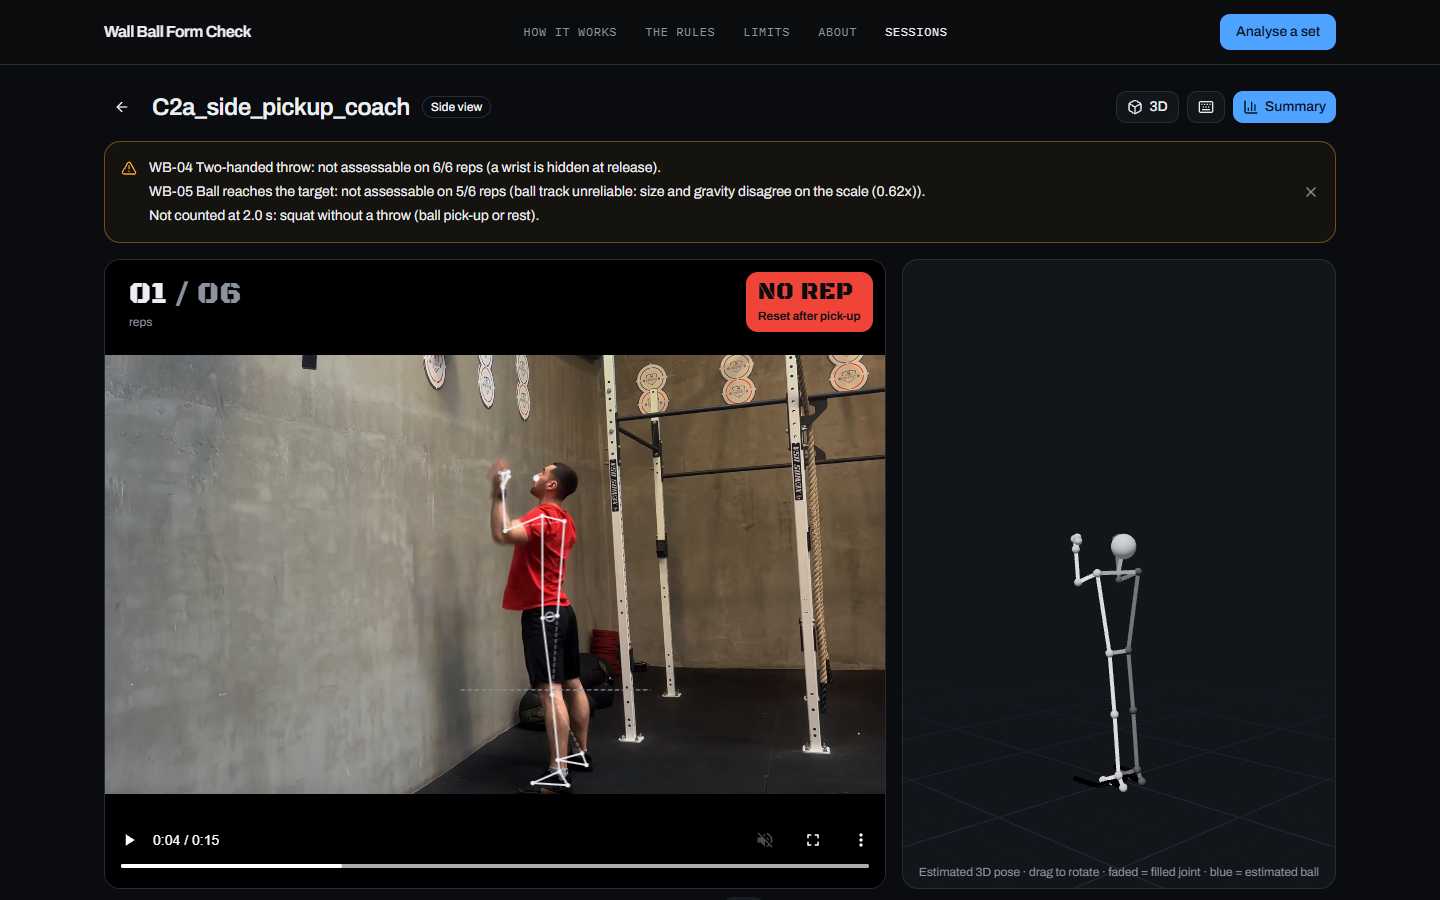 Wall Ball Form Check
HOW IT WORKS
THE RULES
LIMITS
ABOUT
SESSIONS
Analyse a set
C2a_side_pickup_coach
Side view
3D
Summary
WB-04 Two-handed throw: not assessable on 6/6 reps (a wrist is hidden at release).
WB-05 Ball reaches the target: not assessable on 5/6 reps (ball track unreliable: size and gravity disagree on the scale (0.62x)).
Not counted at 2.0 s: squat without a throw (ball pick-up or rest).
01 / 06
reps
NO REP
Reset after pick-up
0:04 / 0:15
Estimated 3D pose · drag to rotate · faded = filled joint · blue = estimated ball